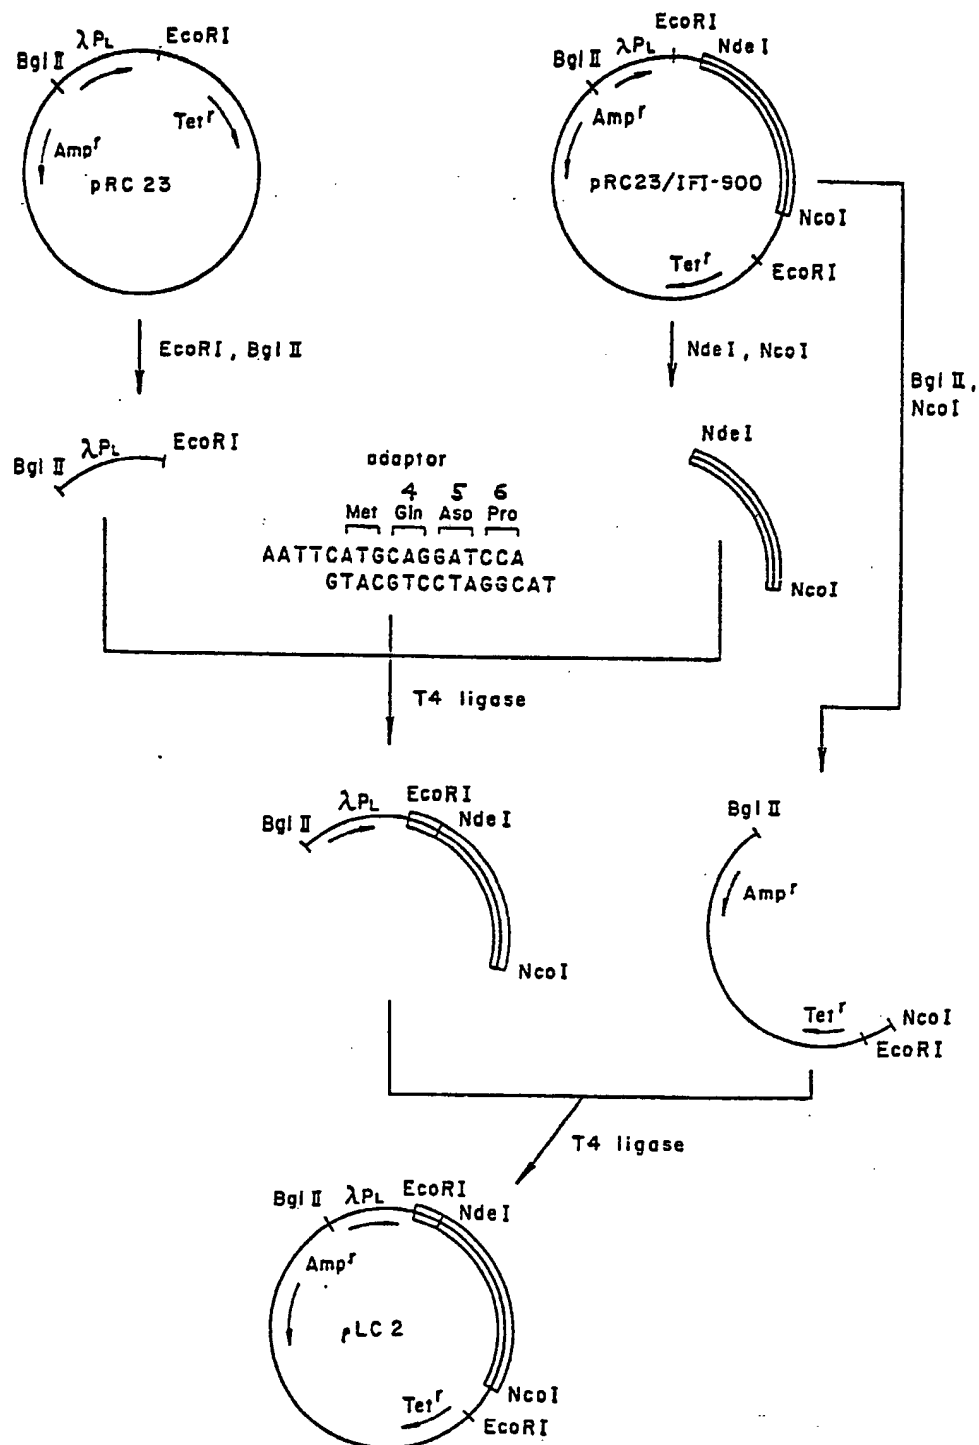 λPL
EcoRI
Bgl II
Tetr
Ampr
pRC 23
EcoRI
λPL
NdeI
Bgl II
Ampr
pRC23/IFI-900
NcoI
Tetr
EcoRI
EcoRI, Bgl II
NdeI, NcoI
Bgl II,
NcoI
λPL
EcoRI
Bgl II
adaptor
4 5 6
Met Gln Asp Pro
AATTCATGCAGGATCCA
GTACGTCCTAGGCAT
NdeI
NcoI
T4 ligase
λPL
EcoRI
Bgl II
NdeI
NcoI
Bgl II
Ampr
Tetr
NcoI
EcoRI
T4 ligase
Bgl II
λPL
EcoRI
NdeI
Ampr
pLC 2
NcoI
Tetr
EcoRI